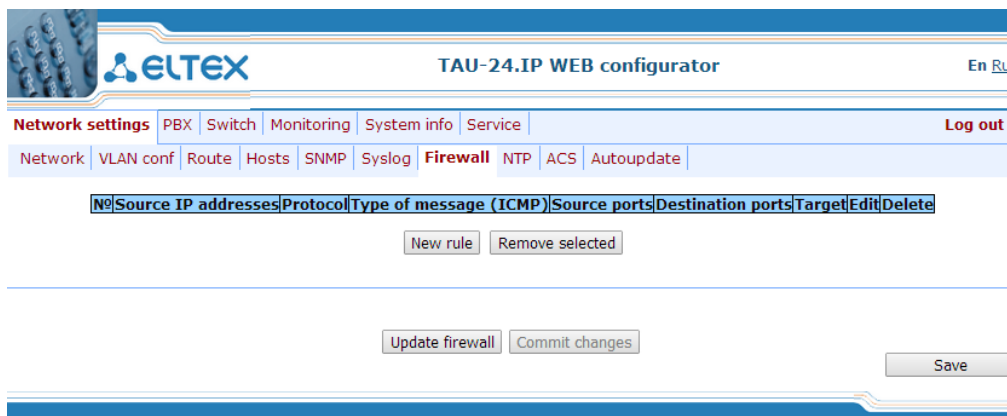 ELTEX
TAU-24.IP WEB configurator
En Ru
Network settings PBX Switch Monitoring System info Service Log out
Network VLAN conf Route Hosts SNMP Syslog Firewall NTP ACS Autoupdate
№ Source IP addresses Protocol Type of message (ICMP) Source ports Destination ports Target Edit Delete
New rule Remove selected
Update firewall Commit changes
Save